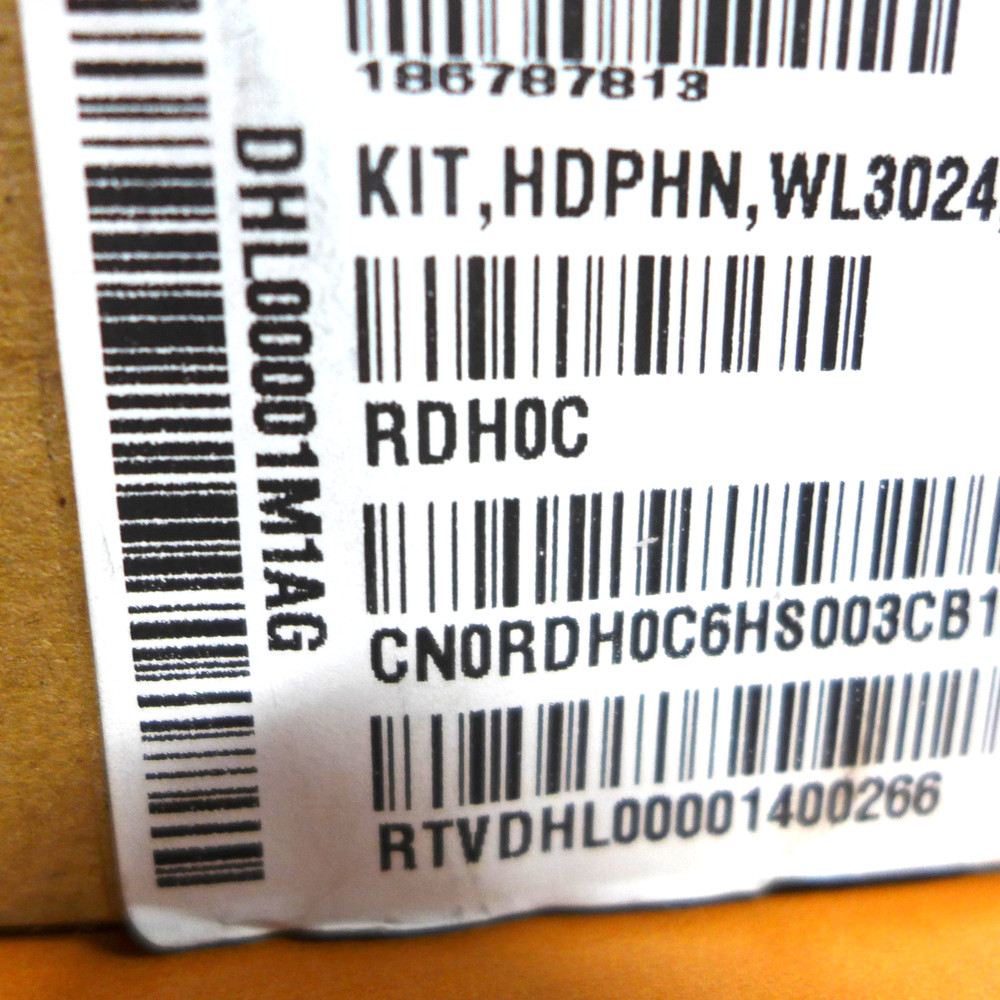 186787813
KIT,HDPHN,WL3024,
RDH0C
CN0RDH0C6HS003CB1
RTVDHL00001400266
DHL00001M1AG